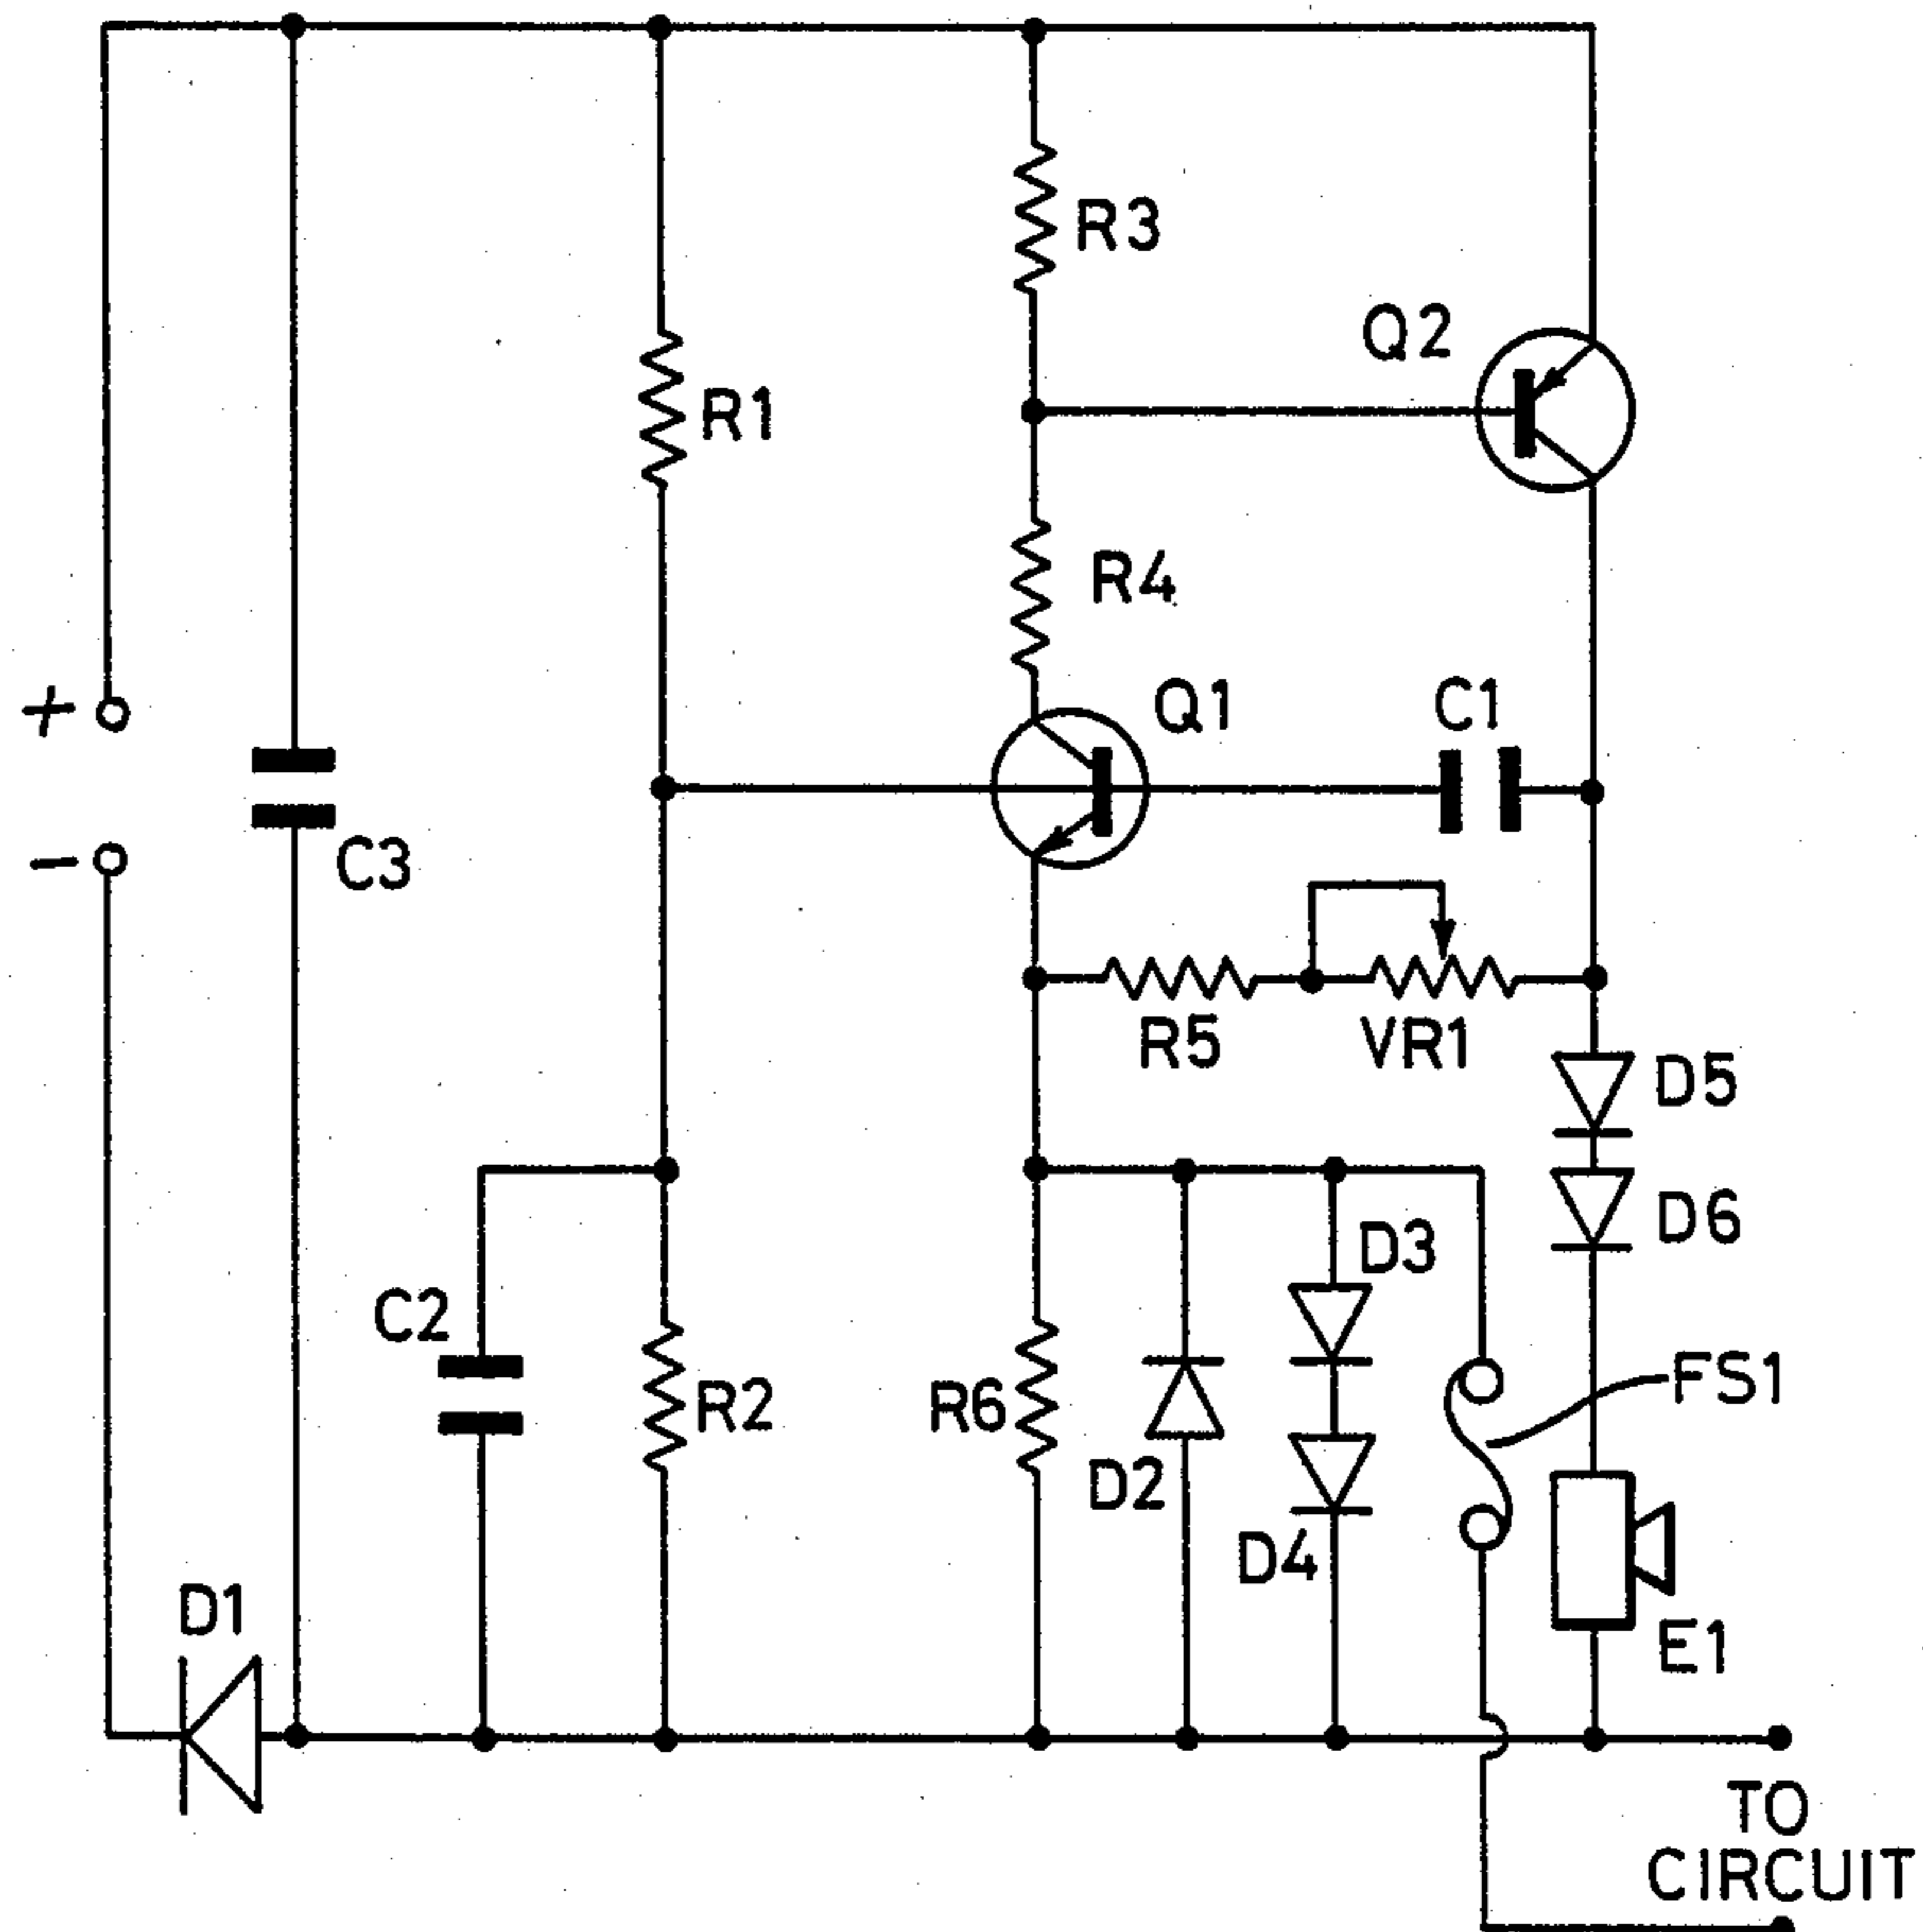 R3
Q2
R1
R4
+
Q1
C1
-
C3
R5
VR1
D5
D6
D3
C2
FS1
R2
R6
D2
D4
D1
E1
TO
CIRCUIT